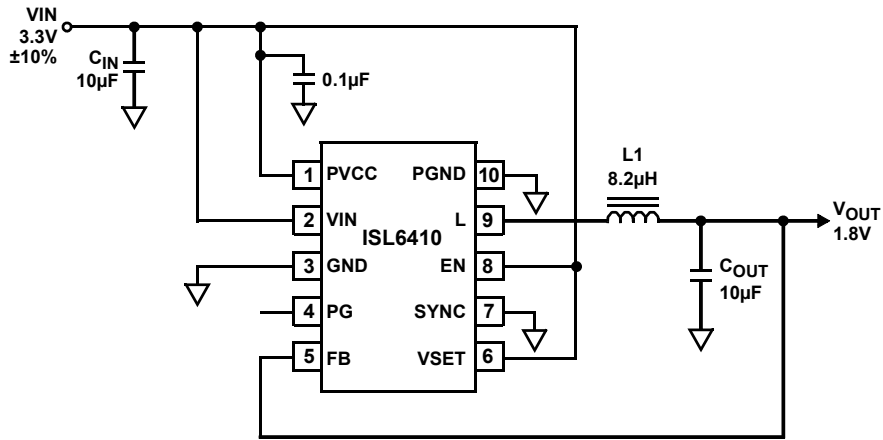 VIN
3.3V
±10%
CIN
10µF
0.1µF
1 PVCC
PGND 10
2 VIN
L 9
ISL6410
3 GND
EN 8
4 PG
SYNC 7
5 FB
VSET 6
L1
8.2µH
VOUT
1.8V
COUT
10µF